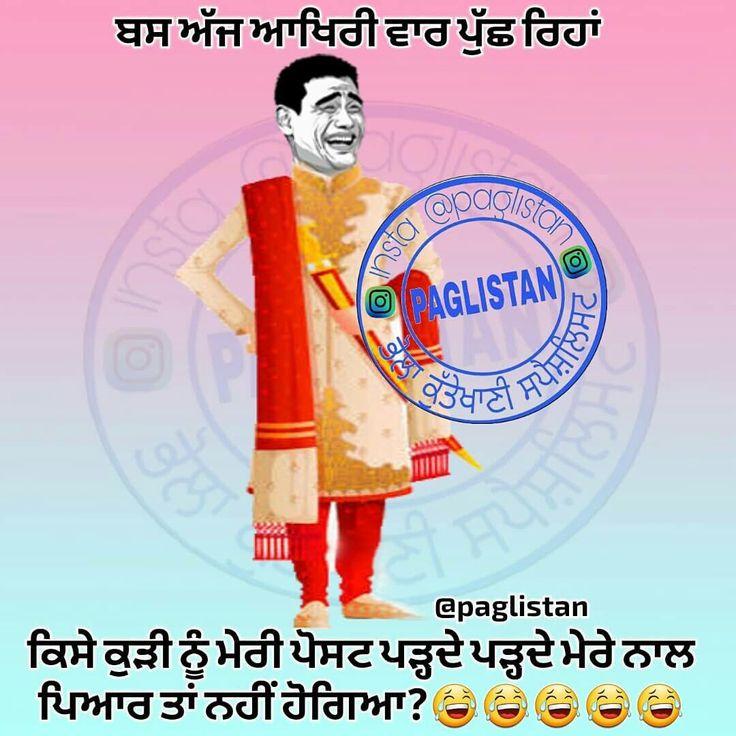 ਬਸ ਅੱਜ ਆਖਿਰੀ ਵਾਰ ਪੁੱਛ ਰਿਹਾਂ
Insta @paglistan
PAGLISTAN
ਭੱਲਾ ਕੁੱਤੇਖਾਣੀ ਸਪੈਸ਼ਲਿਸਟ
@paglistan
ਕਿਸੇ ਕੁੜੀ ਨੂੰ ਮੇਰੀ ਪੋਸਟ ਪੜ੍ਹਦੇ ਪੜ੍ਹਦੇ ਮੇਰੇ ਨਾਲ
ਪਿਆਰ ਤਾਂ ਨਹੀਂ ਹੋਗਿਆ?😂😂😂😂😂